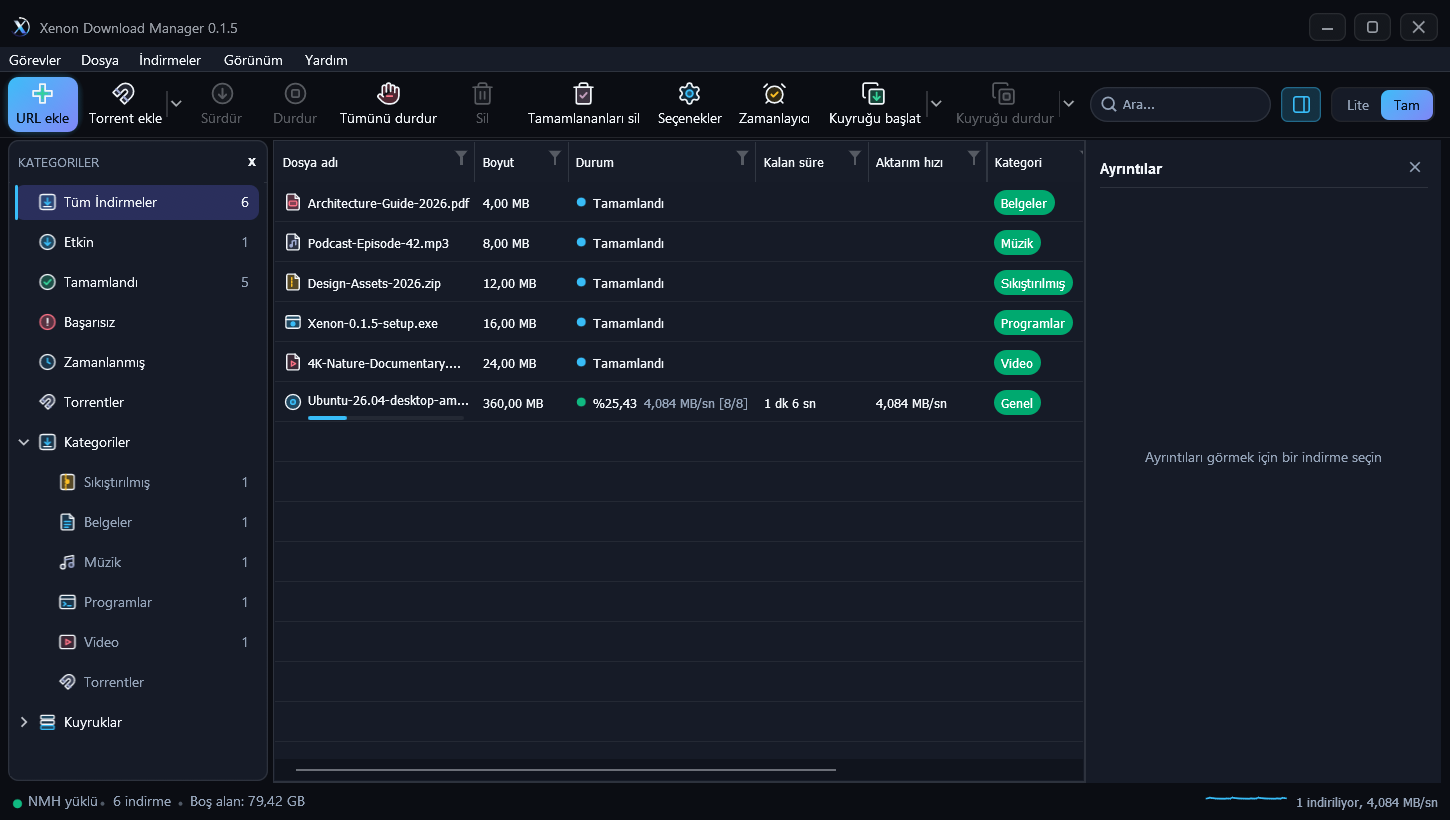 Xenon Download Manager 0.1.5
Görevler Dosya İndirmeler Görünüm Yardım
URL ekle Torrent ekle Sürdür Durdur Tümünü durdur Sil Tamamlananları sil Seçenekler Zamanlayıcı Kuyruğu başlat Kuyruğu durdur Ara... Lite Tam
KATEGORILER x
Tüm İndirmeler 6
Etkin 1
Tamamlandı 5
Başarısız
Zamanlanmış
Torrentler
Kategoriler
Sıkıştırılmış 1
Belgeler 1
Müzik 1
Programlar 1
Video 1
Torrentler
Kuyruklar
Dosya adı Boyut Durum Kalan süre Aktarım hızı Kategori
Architecture-Guide-2026.pdf 4,00 MB Tamamlandı Belgeler
Podcast-Episode-42.mp3 8,00 MB Tamamlandı Müzik
Design-Assets-2026.zip 12,00 MB Tamamlandı Sıkıştırılmış
Xenon-0.1.5-setup.exe 16,00 MB Tamamlandı Programlar
4K-Nature-Documentary.... 24,00 MB Tamamlandı Video
Ubuntu-26.04-desktop-am... 360,00 MB %25,43 4,084 MB/sn [8/8] 1 dk 6 sn 4,084 MB/sn Genel
Ayrıntılar
Ayrıntıları görmek için bir indirme seçin
NMH yüklü • 6 indirme • Boş alan: 79,42 GB
1 indiriliyor, 4,084 MB/sn